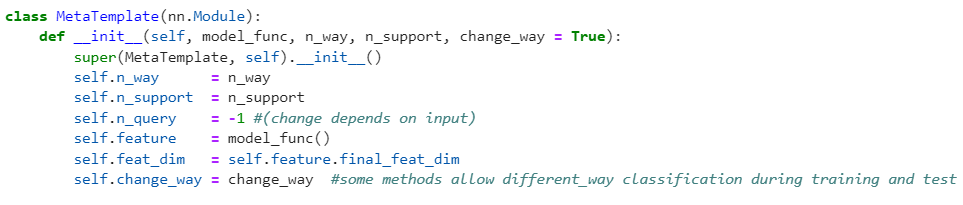 class MetaTemplate(nn.Module):
    def __init__(self, model_func, n_way, n_support, change_way = True):
        super(MetaTemplate, self).__init__()
        self.n_way      = n_way
        self.n_support  = n_support
        self.n_query    = -1 #(change depends on input)
        self.feature    = model_func()
        self.feat_dim   = self.feature.final_feat_dim
        self.change_way = change_way  #some methods allow different_way classification during training and test